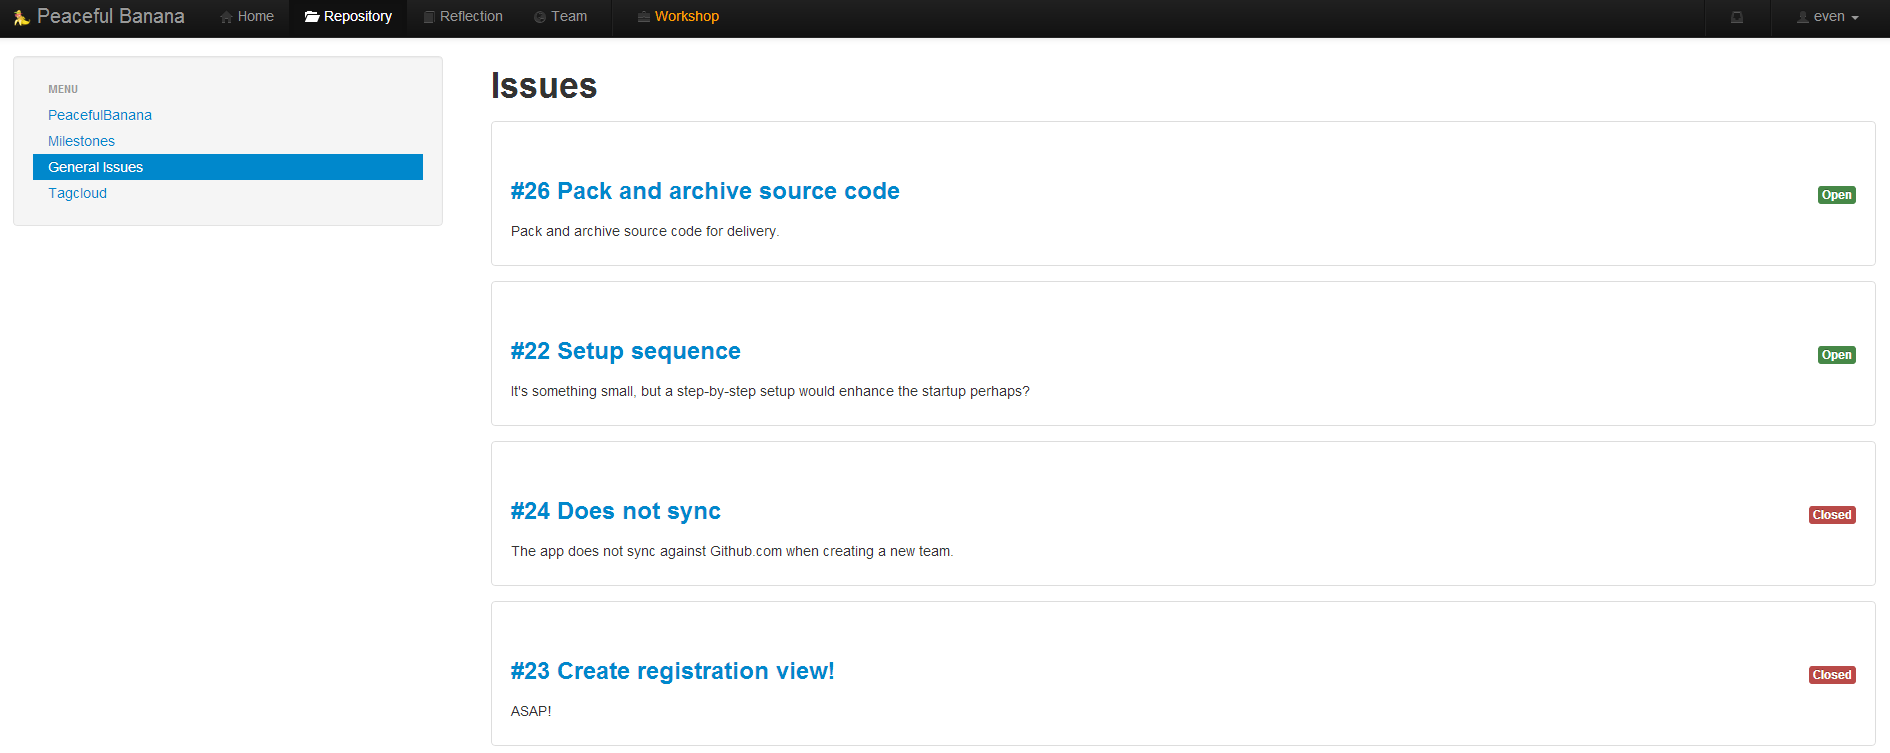 Peaceful Banana Home Repository Reflection Team Workshop even
MENU
PeacefulBanana
Milestones
General Issues
Tagcloud
Issues
#26 Pack and archive source code
Open
Pack and archive source code for delivery.
#22 Setup sequence
Open
It's something small, but a step-by-step setup would enhance the startup perhaps?
#24 Does not sync
Closed
The app does not sync against Github.com when creating a new team.
#23 Create registration view!
Closed
ASAP!